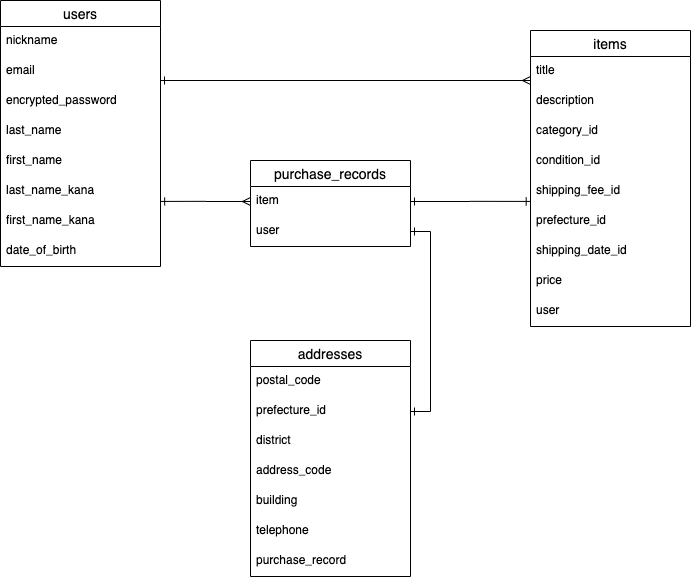 users
nickname
email
encrypted_password
last_name
first_name
last_name_kana
first_name_kana
date_of_birth
items
title
description
category_id
condition_id
shipping_fee_id
prefecture_id
shipping_date_id
price
user
purchase_records
item
user
addresses
postal_code
prefecture_id
district
address_code
building
telephone
purchase_record